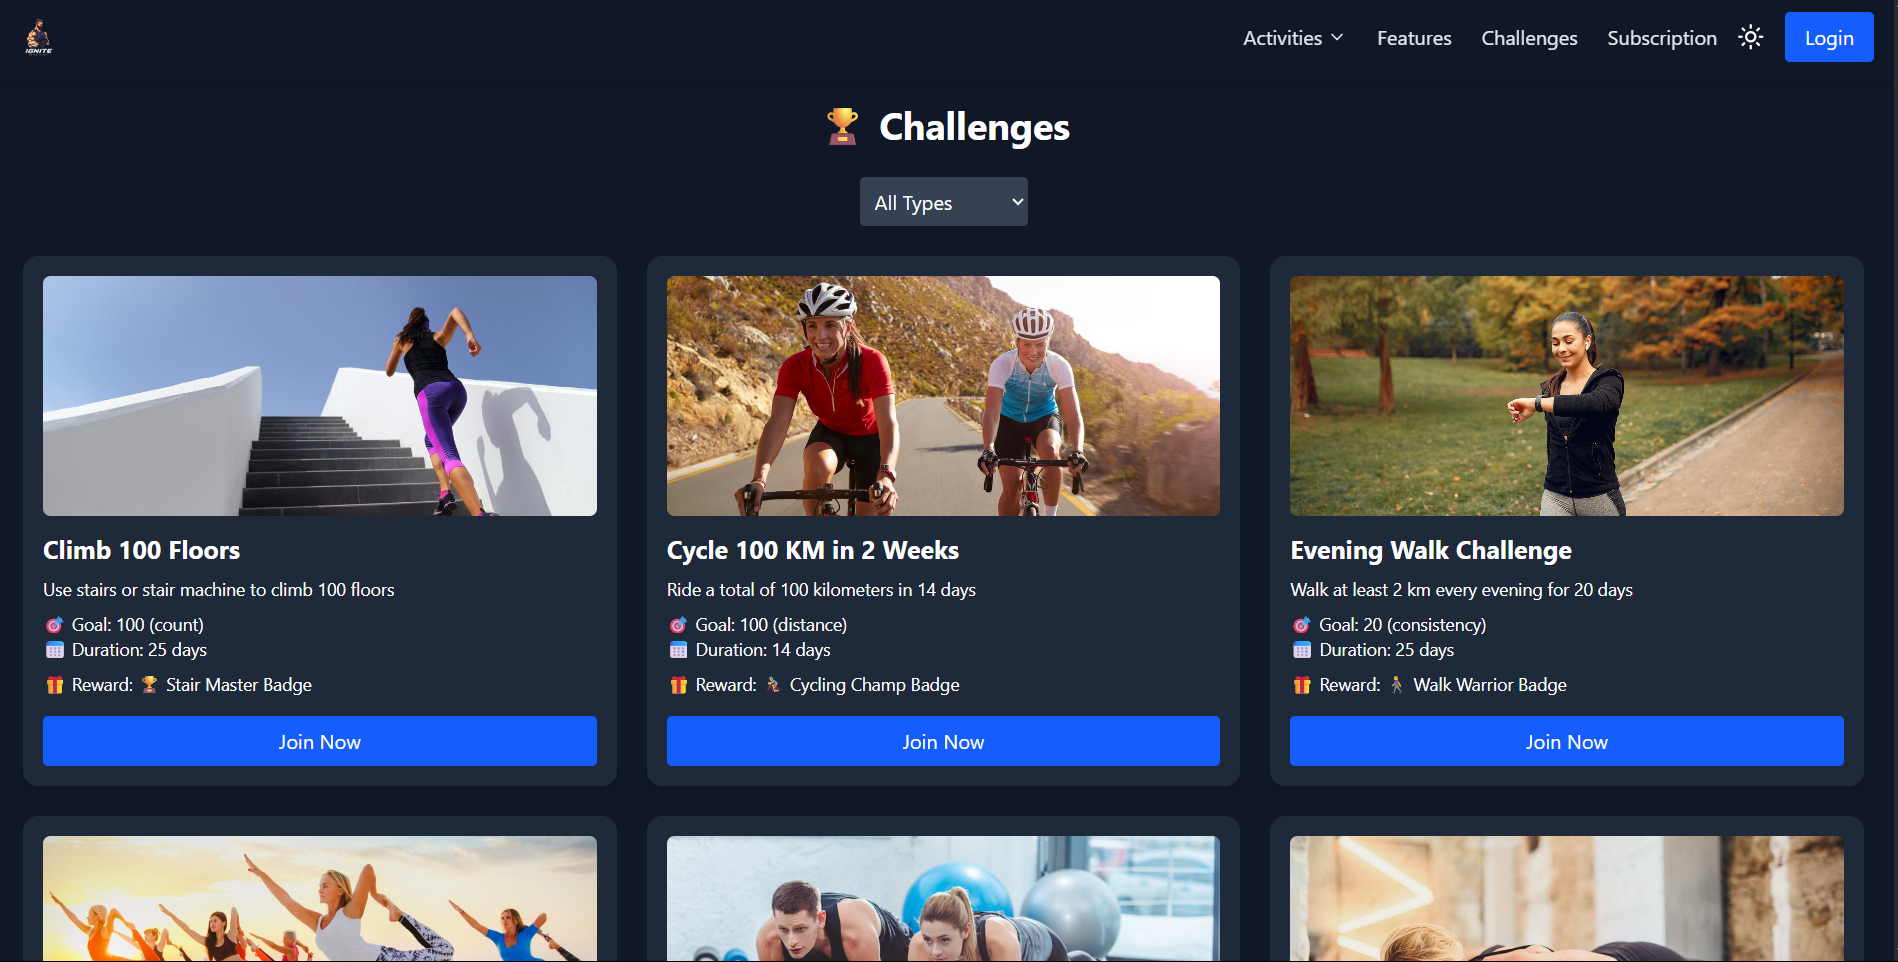 IGNITE
Activities
Features
Challenges
Subscription
Login
🏆 Challenges
All Types
Climb 100 Floors
Use stairs or stair machine to climb 100 floors
🎯 Goal: 100 (count)
📅 Duration: 25 days
🎁 Reward: 🏆 Stair Master Badge
Join Now
Cycle 100 KM in 2 Weeks
Ride a total of 100 kilometers in 14 days
🎯 Goal: 100 (distance)
📅 Duration: 14 days
🎁 Reward: 🚴 Cycling Champ Badge
Join Now
Evening Walk Challenge
Walk at least 2 km every evening for 20 days
🎯 Goal: 20 (consistency)
📅 Duration: 25 days
🎁 Reward: 🚶 Walk Warrior Badge
Join Now